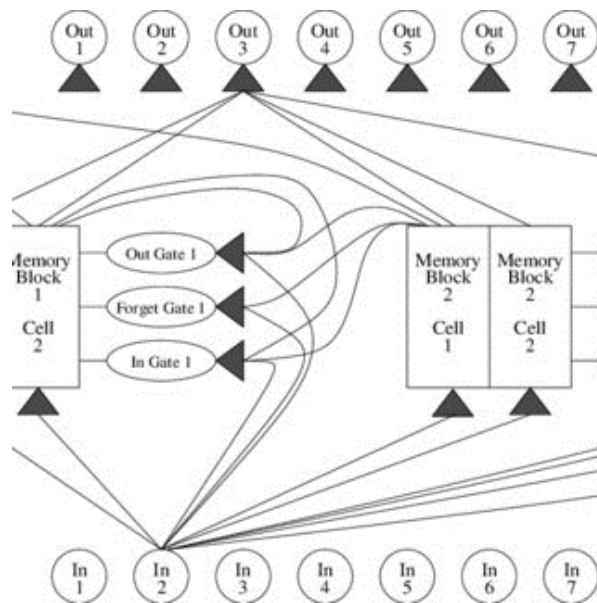 Out 1
Out 2
Out 3
Out 4
Out 5
Out 6
Out 7
Memory
Block
1
Cell
2
Out Gate 1
Forget Gate 1
In Gate 1
Memory
Block
2
Cell
1
Memory
Block
2
Cell
2
In 1
In 2
In 3
In 4
In 5
In 6
In 7